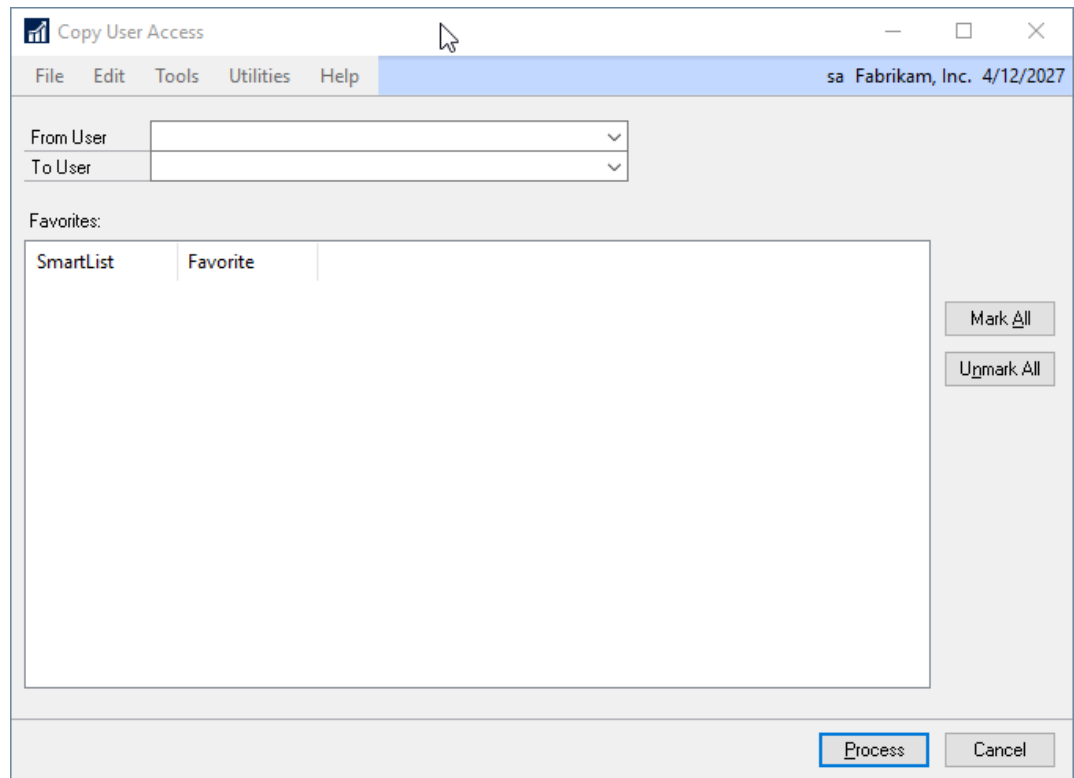 Copy User Access
File Edit Tools Utilities Help sa Fabrikam, Inc. 4/12/2027
From User
To User
Favorites:
SmartList Favorite
Mark All
Unmark All
Process Cancel